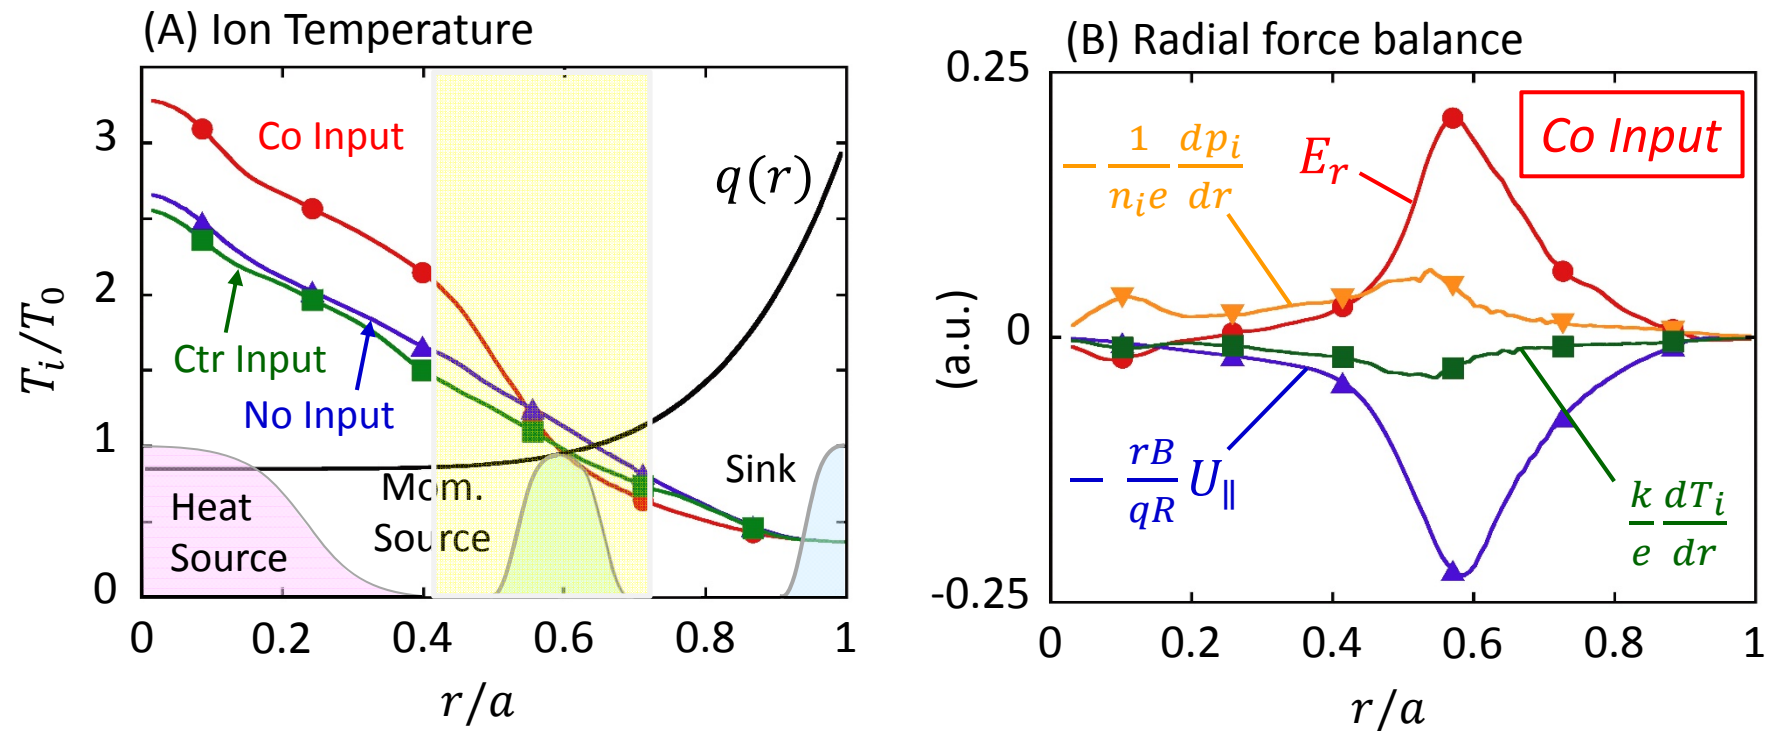 (A) Ion Temperature
3
2
1
0
T_i/T_0
Co Input
q(r)
Ctr Input
No Input
Heat
Source
Mom.
Source
Sink
0 0.2 0.4 0.6 0.8 1
r/a
(B) Radial force balance
0.25
0
-0.25
(a.u.)
− 1/(n_i e) dp_i/dr
E_r
Co Input
− rB/qR U_∥
k/e dT_i/dr
0 0.2 0.4 0.6 0.8 1
r/a